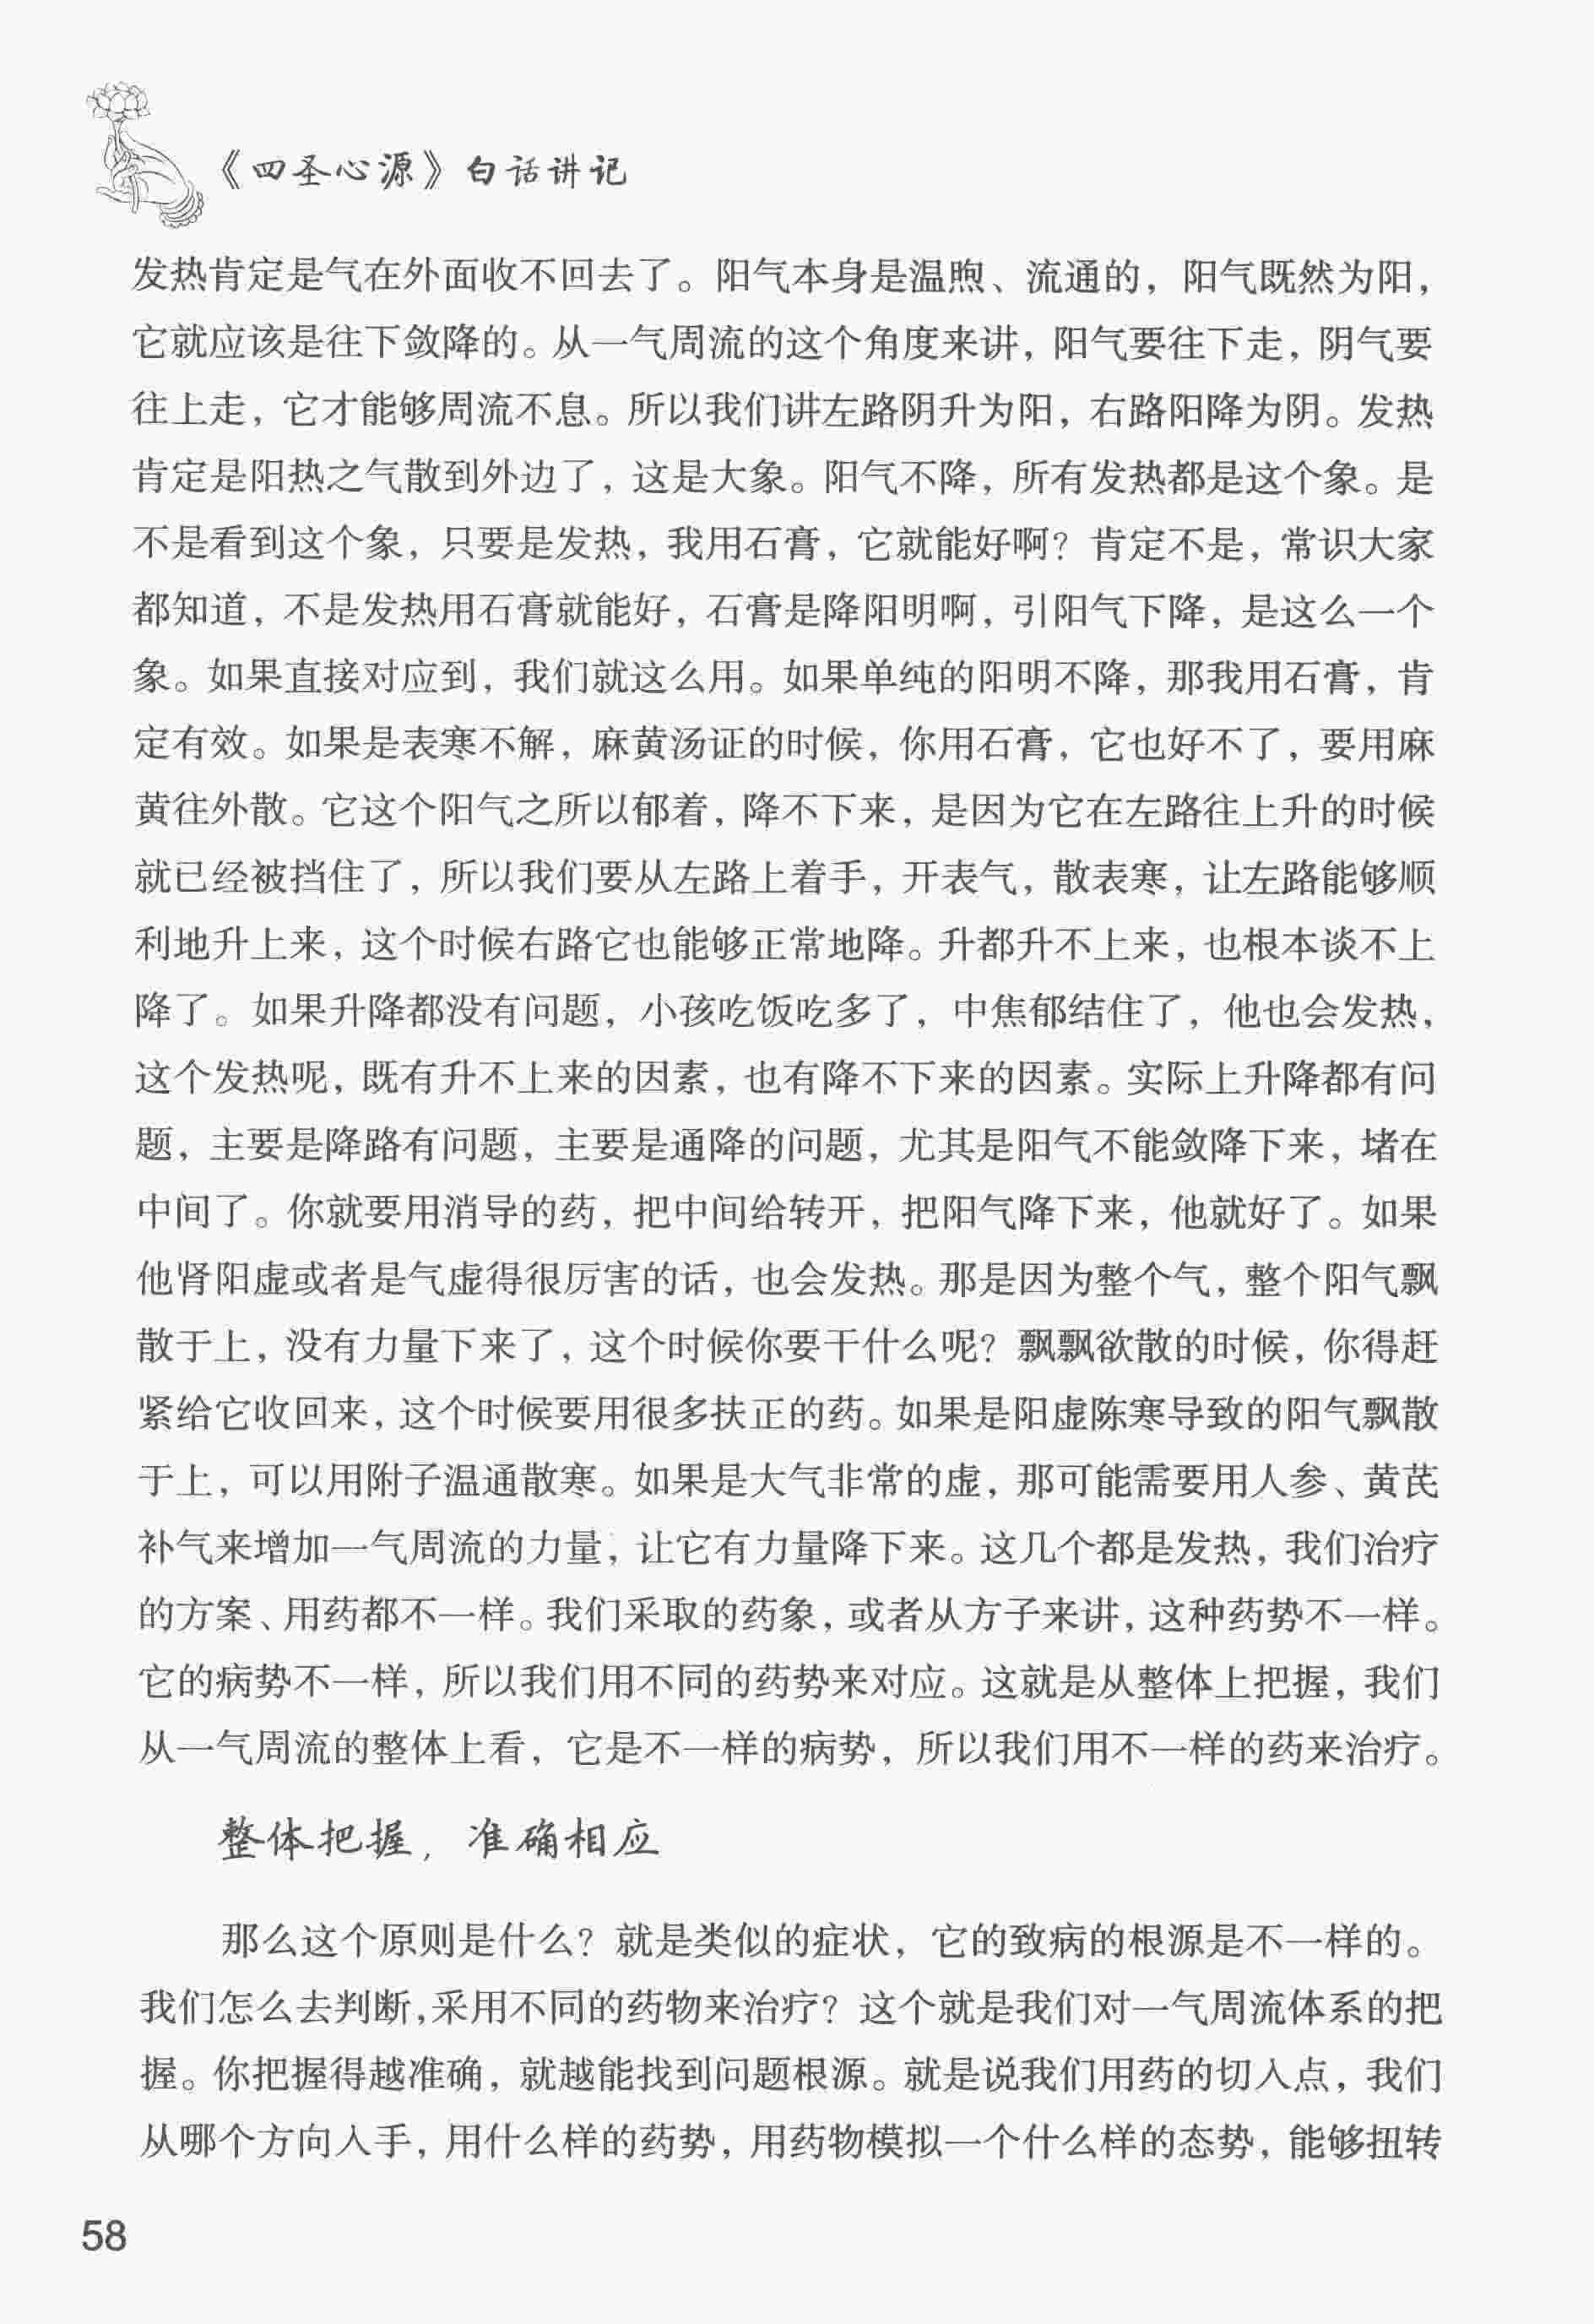 《四圣心源》白话讲记
发热肯定是气在外面收不回去了。阳气本身是温煦、流通的，阳气既然为阳，
它就应该是往下敛降的。从一气周流的这个角度来讲，阳气要往下走，阴气要
往上走，它才能够周流不息。所以我们讲左路阴升为阳，右路阳降为阴。发热
肯定是阳热之气散到外边了，这是大象。阳气不降，所有发热都是这个象。是
不是看到这个象，只要是发热，我用石膏，它就能好啊？肯定不是，常识大家
都知道，不是发热用石膏就能好，石膏是降阳明啊，引阳气下降，是这么一个
象。如果直接对应到，我们就这么用。如果单纯的阳明不降，那我用石膏，肯
定有效。如果是表寒不解，麻黄汤证的时候，你用石膏，它也好不了，要用麻
黄往外散。它这个阳气之所以郁着，降不下来，是因为它在左路往上升的时候
就已经被挡住了，所以我们要从左路上着手，开表气，散表寒，让左路能够顺
利地升上来，这个时候右路它也能够正常地降。升都升不上来，也根本谈不上
降了。如果升降都没有问题，小孩吃饭吃多了，中焦郁结住了，他也会发热，
这个发热呢，既有升不上来的因素，也有降不下来的因素。实际上升降都有问
题，主要是降路有问题，主要是通降的问题，尤其是阳气不能敛降下来，堵在
中间了。你就要用消导的药，把中间给转开，把阳气降下来，他就好了。如果
他肾阳虚或者是气虚得很厉害的话，也会发热。那是因为整个气，整个阳气飘
散于上，没有力量下来了，这个时候你要干什么呢？飘飘欲散的时候，你得赶
紧给它收回来，这个时候要用很多扶正的药。如果是阳虚陈寒导致的阳气飘散
于上，可以用附子温通散寒。如果是大气非常的虚，那可能需要用人参、黄芪
补气来增加一气周流的力量，让它有力量降下来。这几个都是发热，我们治疗
的方案、用药都不一样。我们采取的药象，或者从方子来讲，这种药势不一样。
它的病势不一样，所以我们用不同的药势来对应。这就是从整体上把握，我们
从一气周流的整体上看，它是不一样的病势，所以我们用不一样的药来治疗。
整体把握，准确相应
那么这个原则是什么？就是类似的症状，它的致病的根源是不一样的。
我们怎么去判断，采用不同的药物来治疗？这个就是我们对一气周流体系的把
握。你把握得越准确，就越能找到问题根源。就是说我们用药的切入点，我们
从哪个方向入手，用什么样的药势，用药物模拟一个什么样的态势，能够扭转
58